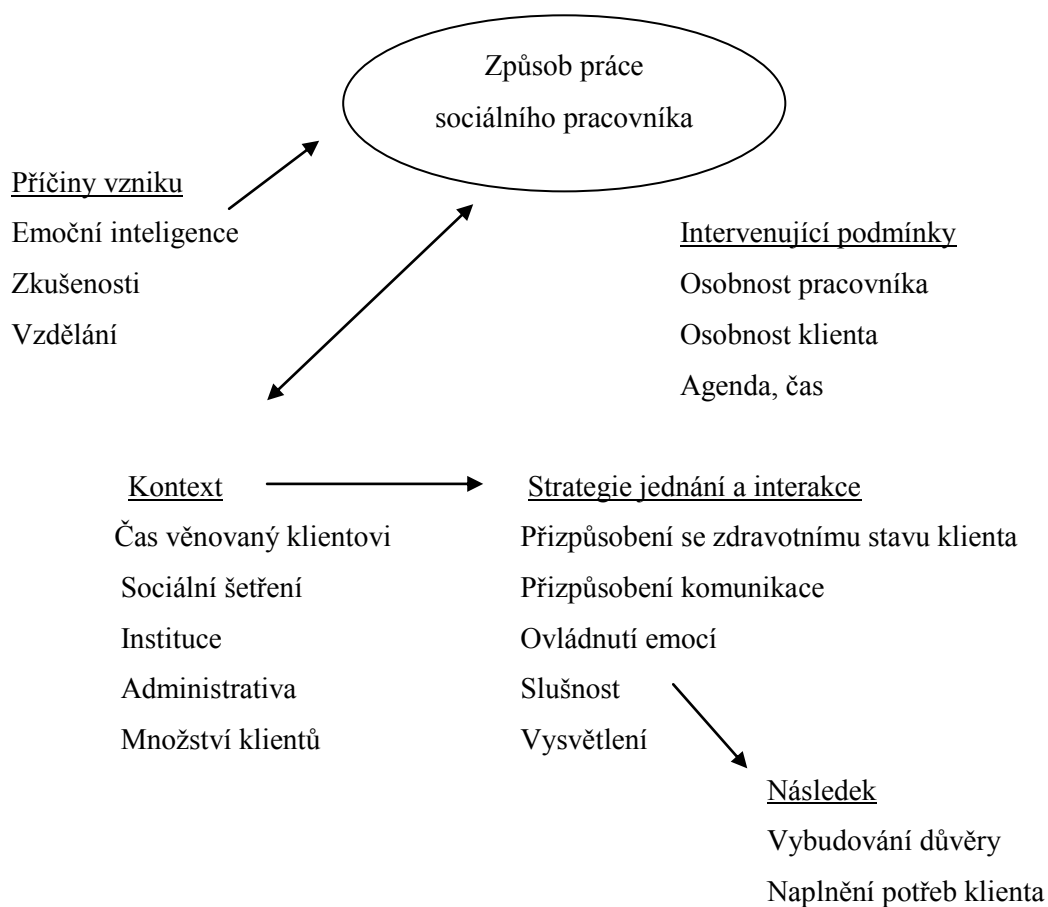 Způsob práce
sociálního pracovníka
Příčiny vzniku
Emoční inteligence
Zkušenosti
Vzdělání
Intervenující podmínky
Osobnost pracovníka
Osobnost klienta
Agenda, čas
Kontext
Čas věnovaný klientovi
Sociální šetření
Instituce
Administrativa
Množství klientů
Strategie jednání a interakce
Přizpůsobení se zdravotnímu stavu klienta
Přizpůsobení komunikace
Ovládnutí emocí
Slušnost
Vysvětlení
Následek
Vybudování důvěry
Naplnění potřeb klienta